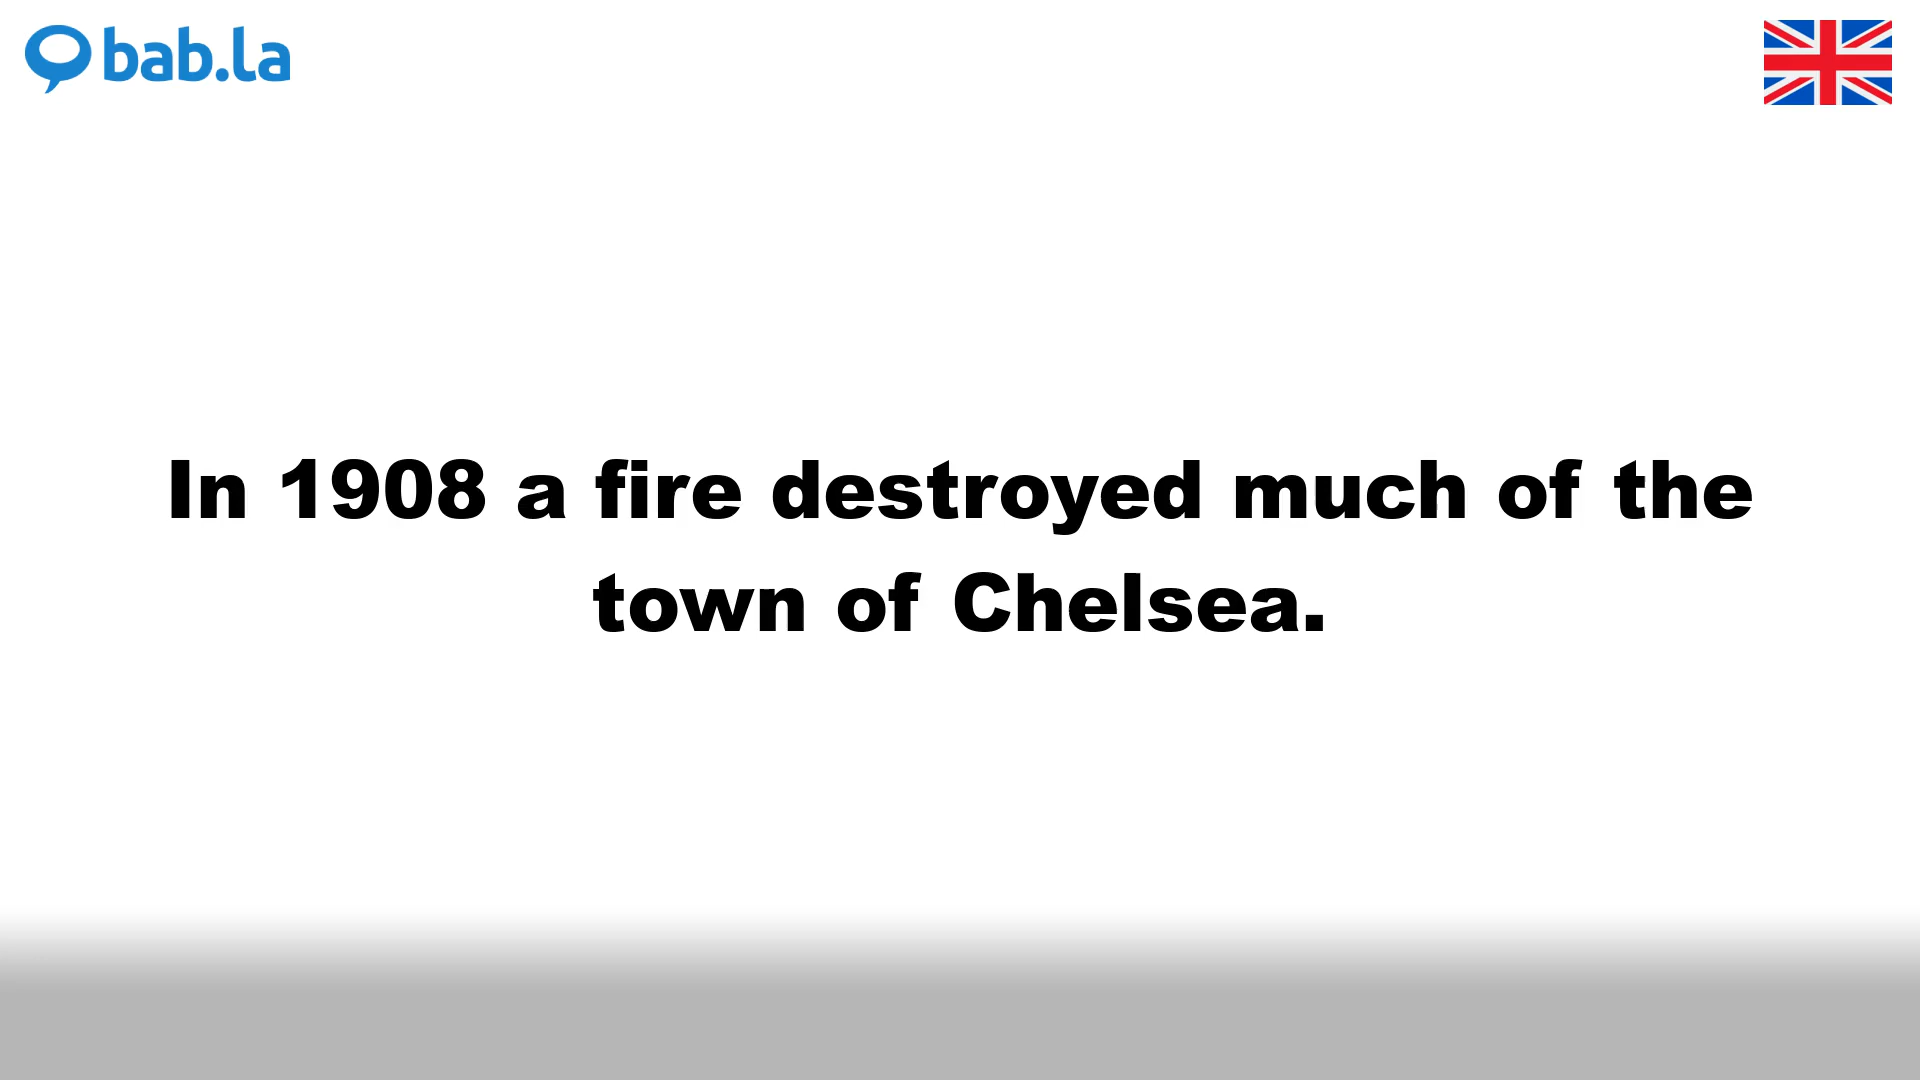 bab.la
In 1908 a fire destroyed much of the
town of Chelsea.